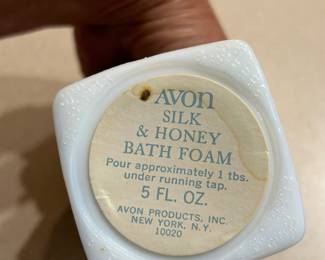 AVON
SILK
& HONEY
BATH FOAM
Pour approximately 1 tbs.
under running tap.
5 FL. OZ.
AVON PRODUCTS, INC.
NEW YORK, N.Y.
10020